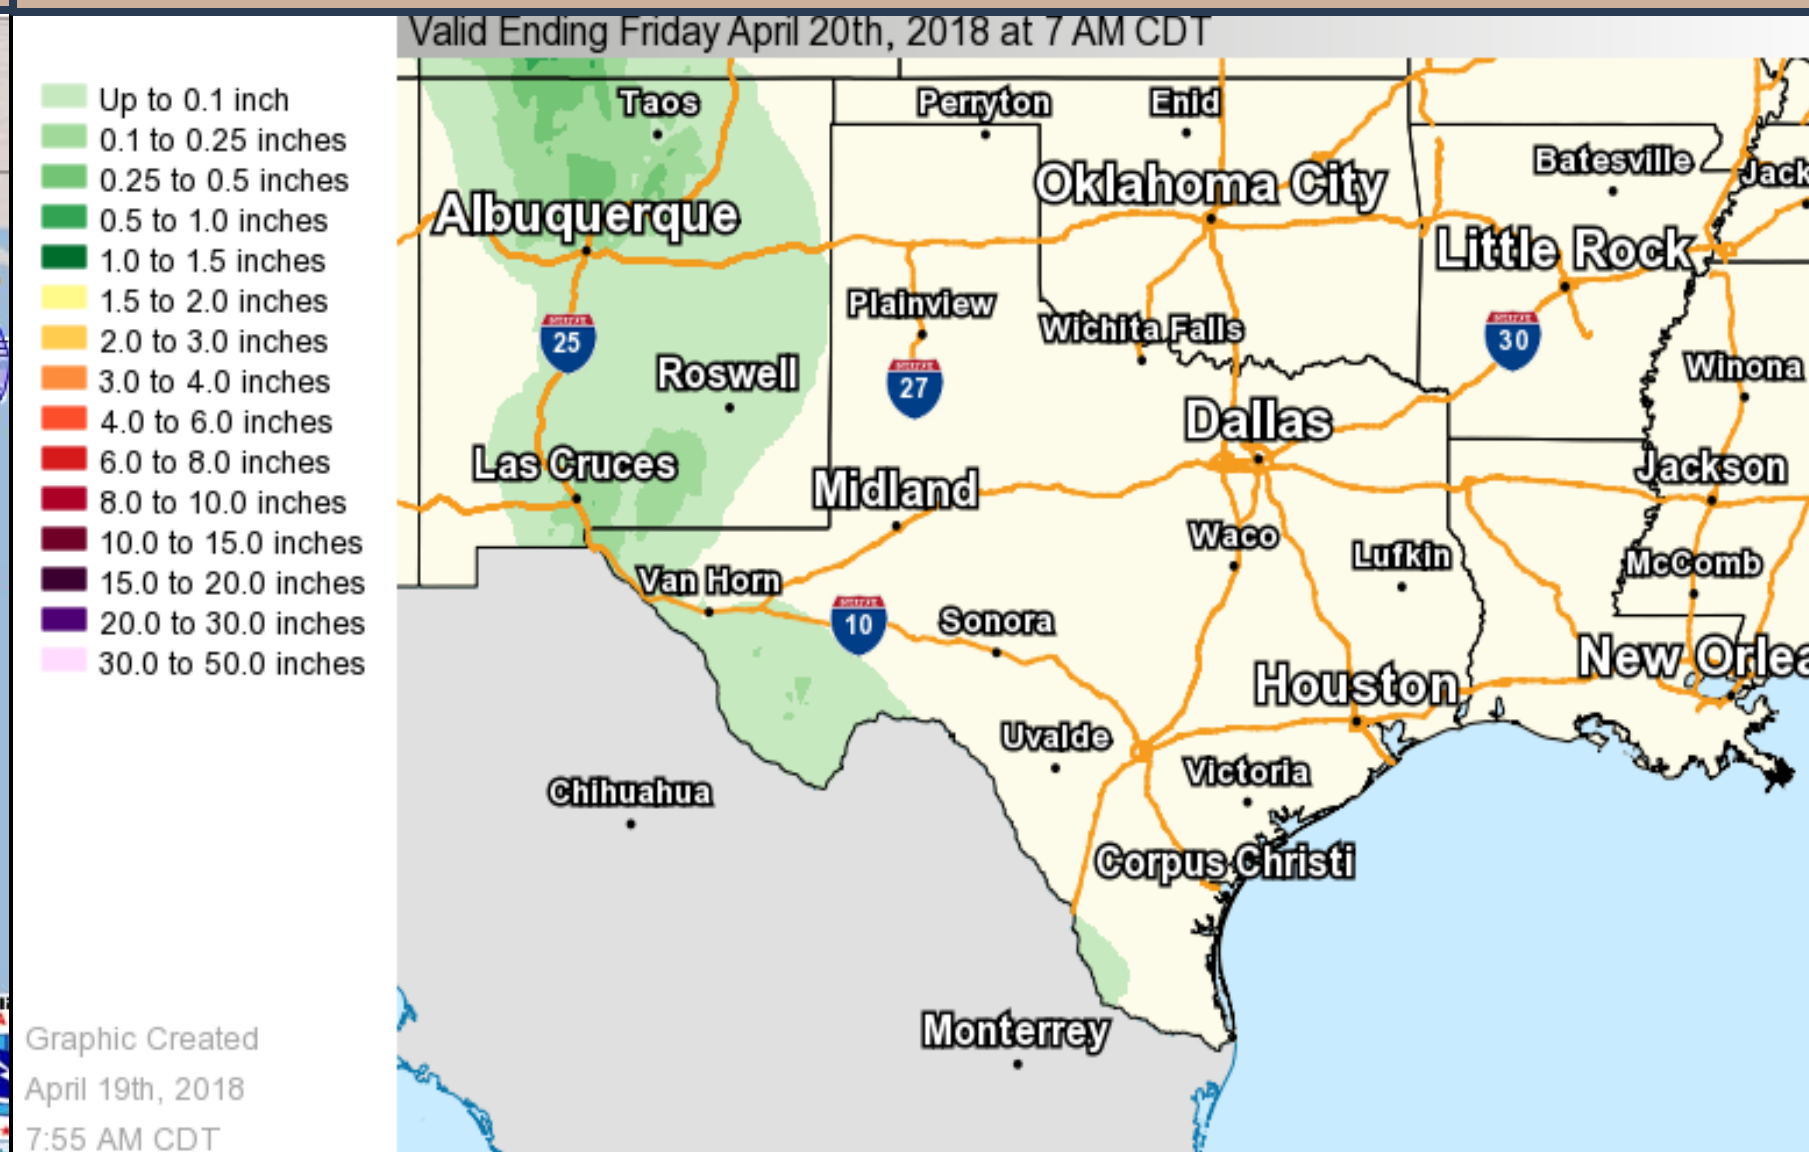 Valid Ending Friday April 20th, 2018 at 7 AM CDT
Up to 0.1 inch
0.1 to 0.25 inches
0.25 to 0.5 inches
0.5 to 1.0 inches
1.0 to 1.5 inches
1.5 to 2.0 inches
2.0 to 3.0 inches
3.0 to 4.0 inches
4.0 to 6.0 inches
6.0 to 8.0 inches
8.0 to 10.0 inches
10.0 to 15.0 inches
15.0 to 20.0 inches
20.0 to 30.0 inches
30.0 to 50.0 inches
Graphic Created
April 19th, 2018
7:55 AM CDT
Taos
Perryton
Enid
Batesville
Jack
Oklahoma City
Albuquerque
Little Rock
Plainview
Wichita Falls
25
30
Winona
Roswell
27
Dallas
Las Cruces
Jackson
Midland
Waco
Lufkin
McComb
Van Horn
10
Sonora
New Orlea
Houston
Uvalde
Victoria
Chihuahua
Corpus Christi
Monterrey